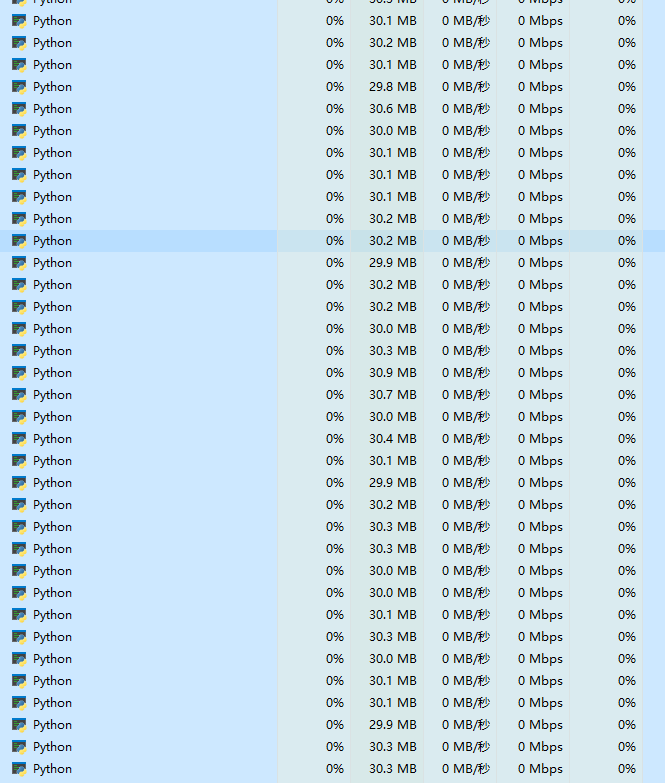 Python 0% 30.3 MB 0 MB/秒 0 Mbps 0%
Python 0% 30.1 MB 0 MB/秒 0 Mbps 0%
Python 0% 30.2 MB 0 MB/秒 0 Mbps 0%
Python 0% 30.1 MB 0 MB/秒 0 Mbps 0%
Python 0% 29.8 MB 0 MB/秒 0 Mbps 0%
Python 0% 30.6 MB 0 MB/秒 0 Mbps 0%
Python 0% 30.0 MB 0 MB/秒 0 Mbps 0%
Python 0% 30.1 MB 0 MB/秒 0 Mbps 0%
Python 0% 30.1 MB 0 MB/秒 0 Mbps 0%
Python 0% 30.1 MB 0 MB/秒 0 Mbps 0%
Python 0% 30.2 MB 0 MB/秒 0 Mbps 0%
Python 0% 30.2 MB 0 MB/秒 0 Mbps 0%
Python 0% 29.9 MB 0 MB/秒 0 Mbps 0%
Python 0% 30.2 MB 0 MB/秒 0 Mbps 0%
Python 0% 30.2 MB 0 MB/秒 0 Mbps 0%
Python 0% 30.0 MB 0 MB/秒 0 Mbps 0%
Python 0% 30.3 MB 0 MB/秒 0 Mbps 0%
Python 0% 30.9 MB 0 MB/秒 0 Mbps 0%
Python 0% 30.7 MB 0 MB/秒 0 Mbps 0%
Python 0% 30.0 MB 0 MB/秒 0 Mbps 0%
Python 0% 30.4 MB 0 MB/秒 0 Mbps 0%
Python 0% 30.1 MB 0 MB/秒 0 Mbps 0%
Python 0% 29.9 MB 0 MB/秒 0 Mbps 0%
Python 0% 30.2 MB 0 MB/秒 0 Mbps 0%
Python 0% 30.3 MB 0 MB/秒 0 Mbps 0%
Python 0% 30.3 MB 0 MB/秒 0 Mbps 0%
Python 0% 30.0 MB 0 MB/秒 0 Mbps 0%
Python 0% 30.0 MB 0 MB/秒 0 Mbps 0%
Python 0% 30.1 MB 0 MB/秒 0 Mbps 0%
Python 0% 30.3 MB 0 MB/秒 0 Mbps 0%
Python 0% 30.0 MB 0 MB/秒 0 Mbps 0%
Python 0% 30.1 MB 0 MB/秒 0 Mbps 0%
Python 0% 30.1 MB 0 MB/秒 0 Mbps 0%
Python 0% 29.9 MB 0 MB/秒 0 Mbps 0%
Python 0% 30.3 MB 0 MB/秒 0 Mbps 0%
Python 0% 30.3 MB 0 MB/秒 0 Mbps 0%